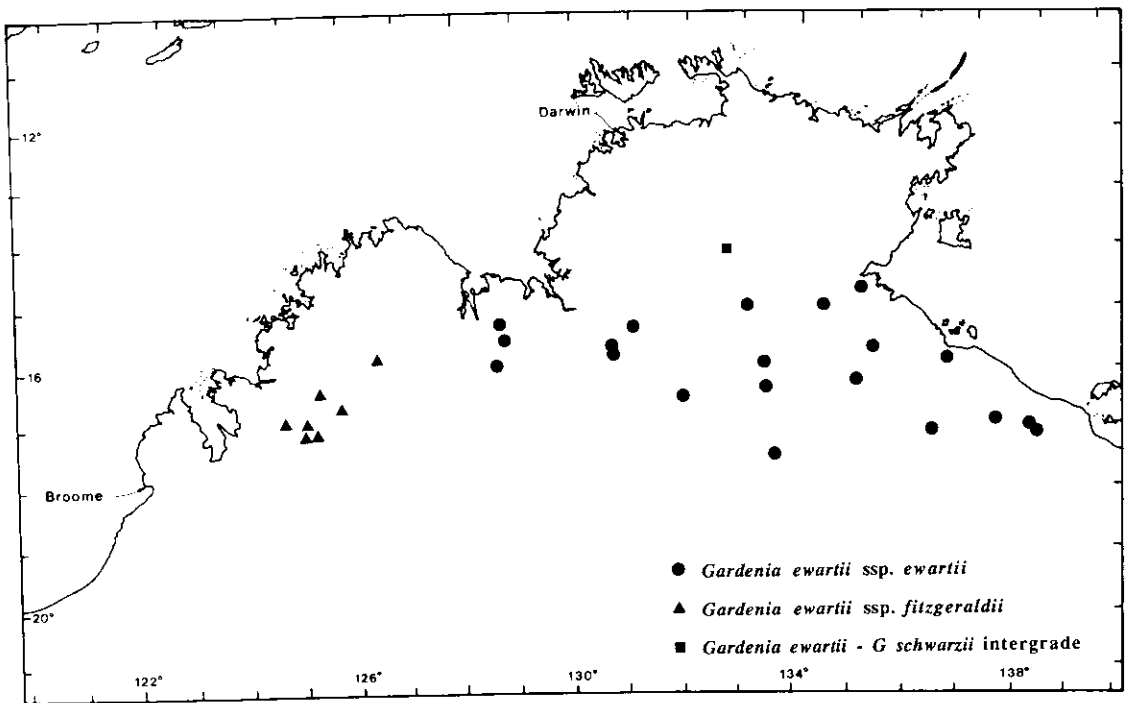 Darwin
12°
16
Broome
Gardenia ewartii ssp. ewartii
Gardenia ewartii ssp. fitzgeraldii
20°
Gardenia ewartii - G schwarzii intergrade
122°
126°
130°
134°
138°